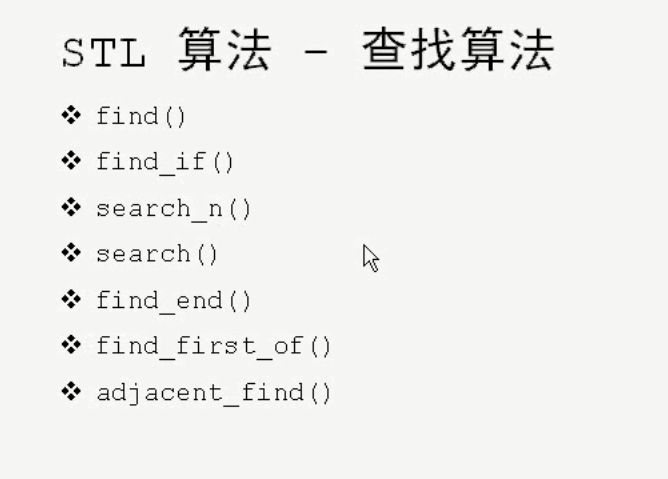 STL 算法 - 查找算法
❖ find()
❖ find_if()
❖ search_n()
❖ search()
❖ find_end()
❖ find_first_of()
❖ adjacent_find()